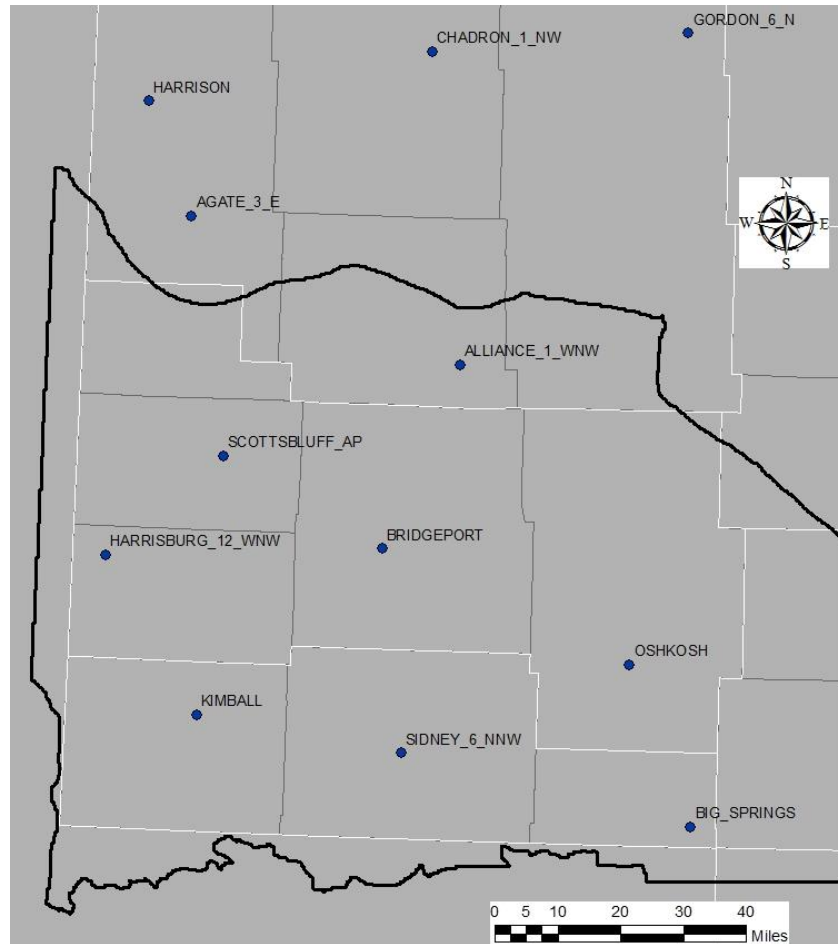 GORDON_6_N
CHADRON_1_NW
HARRISON
AGATE_3_E
N
W E
S
ALLIANCE_1_WNW
SCOTTSBLUFF_AP
HARRISBURG_12_WNW
BRIDGEPORT
OSHKOSH
KIMBALL
SIDNEY_6_NNW
BIG_SPRINGS
0 5 10 20 30 40
Miles